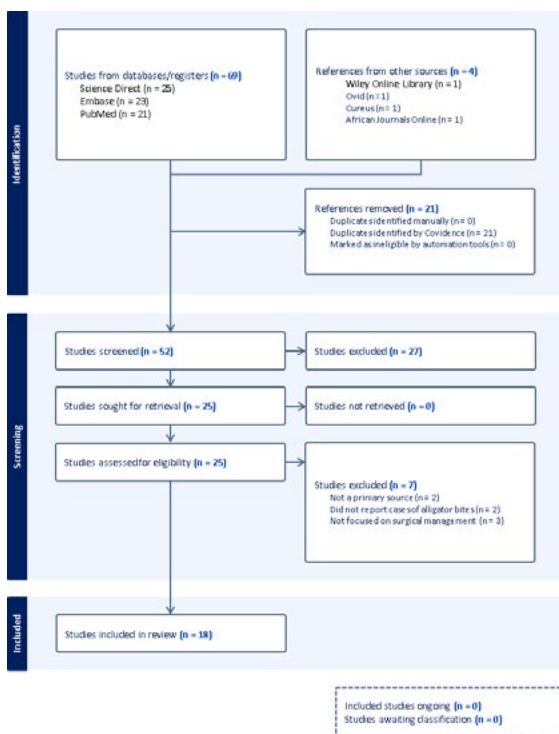 Identification
Studies from databases/registers (n = 69)
Science Direct (n = 25)
Embase (n = 23)
PubMed (n = 21)
References from other sources (n = 4)
Wiley Online Library (n = 1)
Ovid (n = 1)
Cureus (n = 1)
African Journals Online (n = 1)
References removed (n = 21)
Duplicates identified manually (n = 0)
Duplicates identified by Covidence (n = 21)
Marked as ineligible by automation tools (n = 0)
Screening
Studies screened (n = 52)
Studies excluded (n = 27)
Studies sought for retrieval (n = 25)
Studies not retrieved (n = 0)
Studies assessed for eligibility (n = 25)
Studies excluded (n = 7)
Not a primary source (n = 2)
Did not report cases of alligator bites (n = 2)
Not focused on surgical management (n = 3)
Included
Studies included in review (n = 18)
Included studies ongoing (n = 0)
Studies awaiting classification (n = 0)